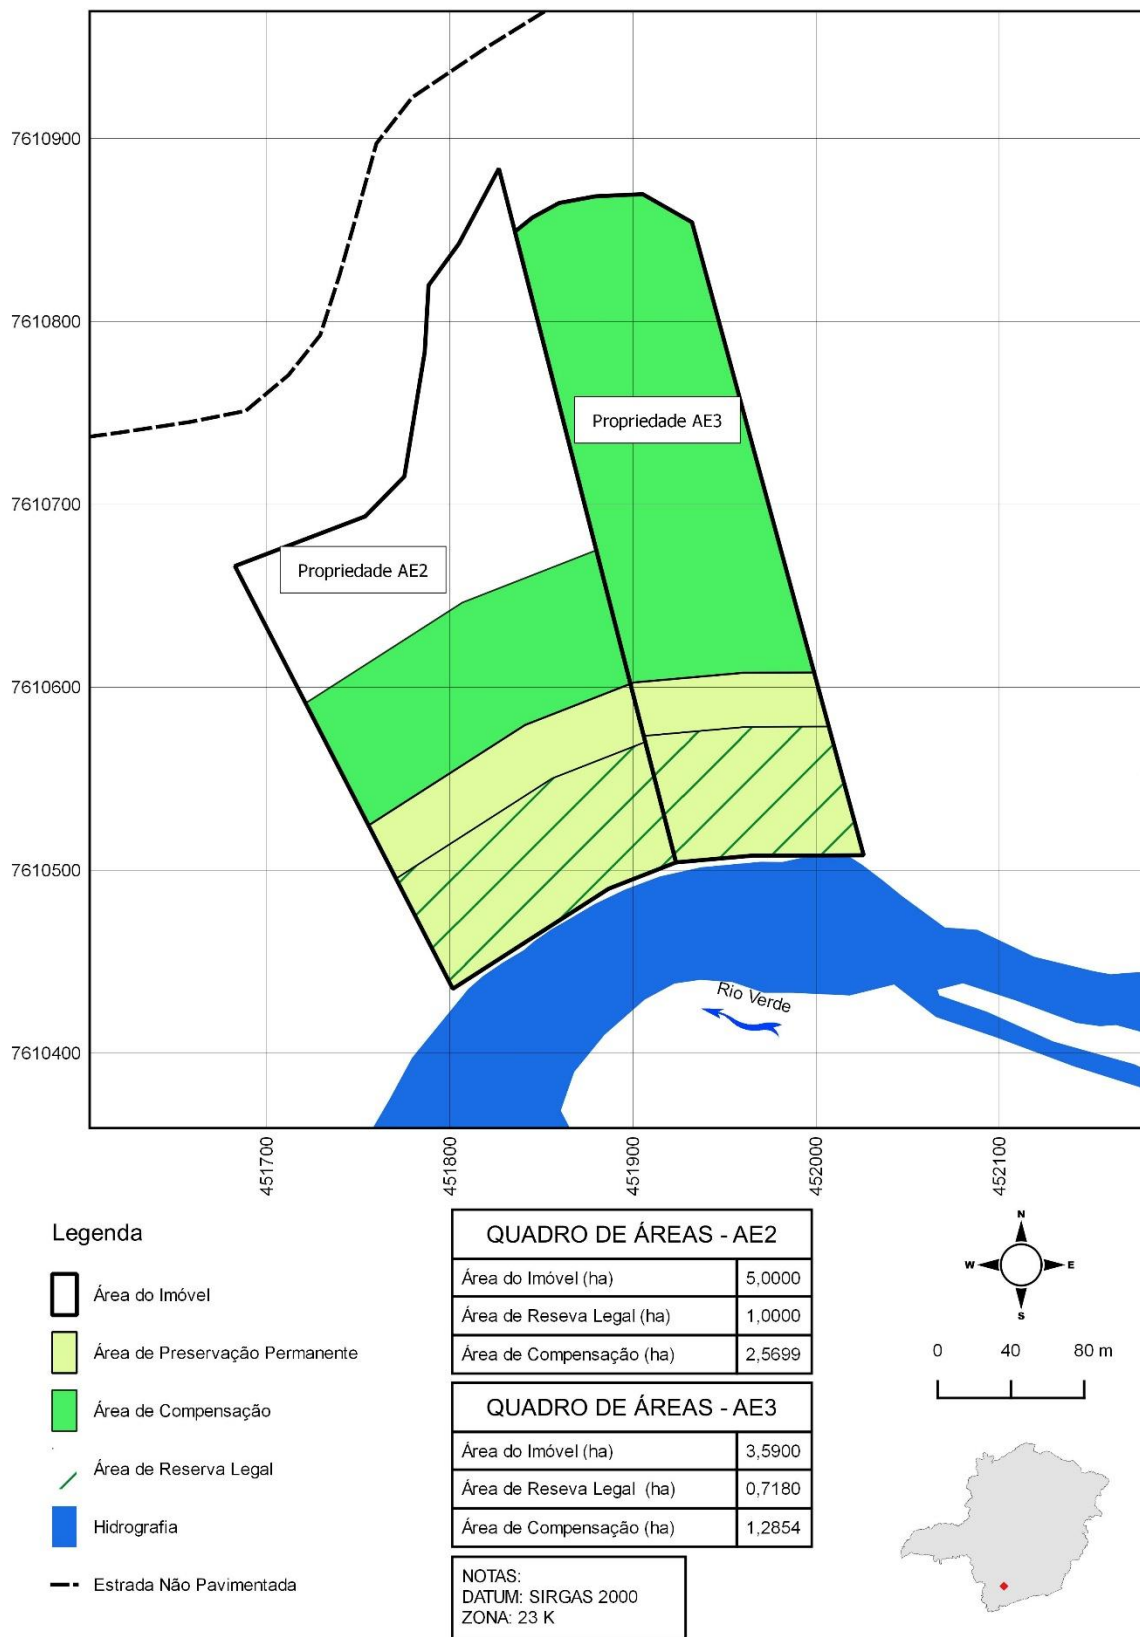 7610900
7610800
Propriedade AE3
7610700
Propriedade AE2
7610600
7610500
Rio Verde
7610400
451700
451800
451900
452000
452100
Legenda
Área do Imóvel
Área de Preservação Permanente
Área de Compensação
Área de Reserva Legal
Hidrografia
Estrada Não Pavimentada
QUADRO DE ÁREAS - AE2
Área do Imóvel (ha) 5,0000
Área de Reseva Legal (ha) 1,0000
Área de Compensação (ha) 2,5699
QUADRO DE ÁREAS - AE3
Área do Imóvel (ha) 3,5900
Área de Reserva Legal (ha) 0,7180
Área de Compensação (ha) 1,2854
NOTAS:
DATUM: SIRGAS 2000
ZONA: 23 K
N
W E
S
0 40 80 m